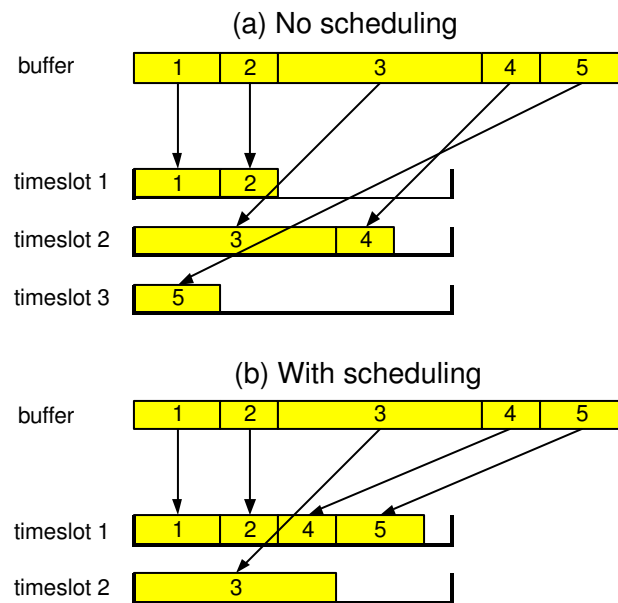 (a) No scheduling
buffer 1 2 3 4 5
timeslot 1 1 2
timeslot 2 3 4
timeslot 3 5
(b) With scheduling
buffer 1 2 3 4 5
timeslot 1 1 2 4 5
timeslot 2 3